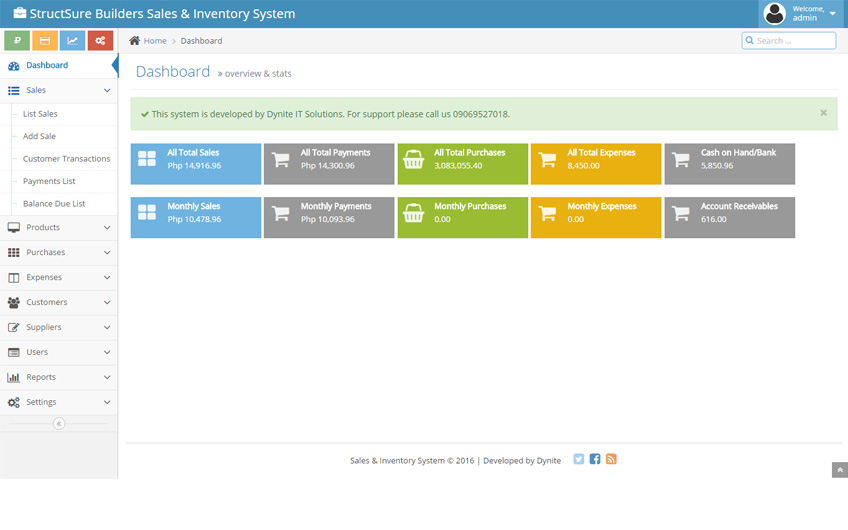 StructSure Builders Sales & Inventory System
Welcome,
admin
₽
Home > Dashboard
Search ...
Dashboard
Sales
List Sales
Add Sale
Customer Transactions
Payments List
Balance Due List
Products
Purchases
Expenses
Customers
Suppliers
Users
Reports
Settings
«
Dashboard » overview & stats
This system is developed by Dynite IT Solutions. For support please call us 09069527018.
×
All Total Sales
Php 14,916.96
All Total Payments
Php 14,300.96
All Total Purchases
3,083,055.40
All Total Expenses
8,450.00
Cash on Hand/Bank
5,850.96
Monthly Sales
Php 10,478.96
Monthly Payments
Php 10,093.96
Monthly Purchases
0.00
Monthly Expenses
0.00
Account Receivables
616.00
Sales & Inventory System © 2016 | Developed by Dynite